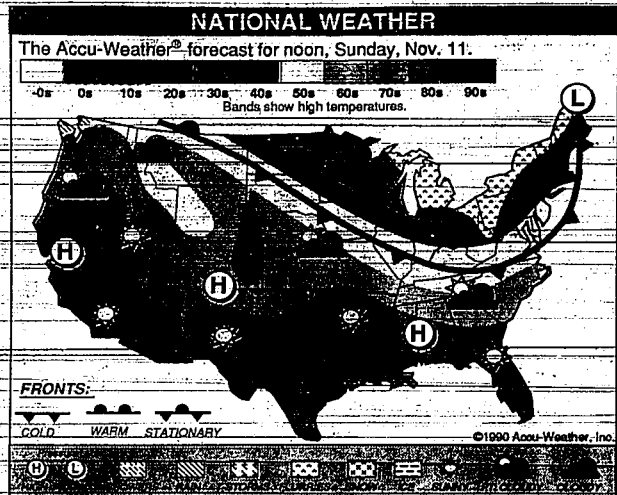 NATIONAL WEATHER
The Accu-Weather® forecast for noon, Sunday, Nov. 11.
-0s 0s 10s 20s 30s 40s 50s 60s 70s 80s 90s
Bands show high temperatures.
L
H
H
H
FRONTS:
COLD WARM STATIONARY
©1990 Accu-Weather, Inc.
H L